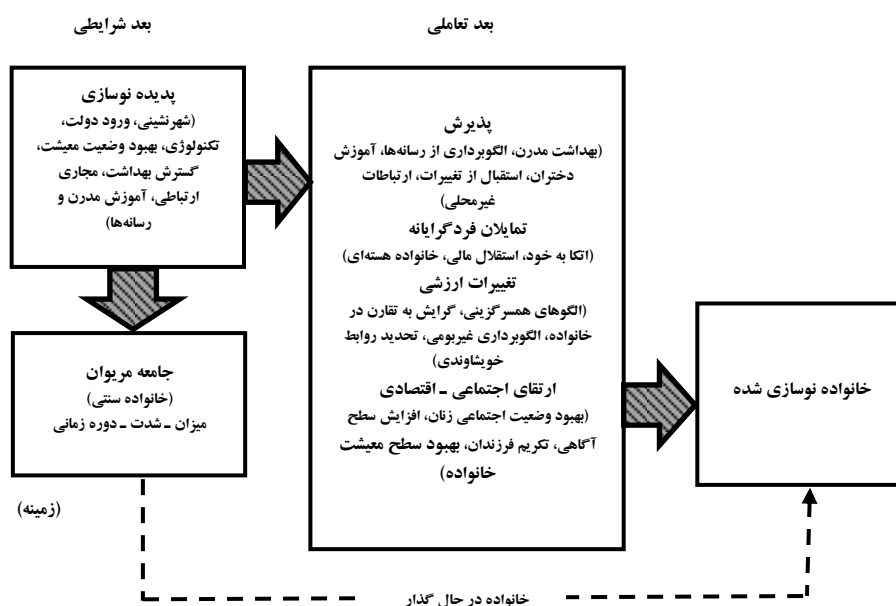 بعد شرایطی
بعد تعاملی
پدیده نوسازی
(شهرنشینی، ورود دولت،
تکنولوژی، بهبود وضعیت معیشت،
گسترش بهداشت، مجاری
ارتباطی، آموزش مدرن و
رسانه‌ها)
جامعه مریوان
(خانواده سنتی)
میزان ـ شدت ـ دوره زمانی
(زمینه)
پذیرش
(بهداشت مدرن، الگوبرداری از رسانه‌ها، آموزش
دختران، استقبال از تغییرات، ارتباطات
غیرمحلی)
تمایلان فردگرایانه
(اتکا به خود، استقلال مالی، خانواده هسته‌ای)
تغییرات ارزشی
(الگوهای همسرگزینی، گرایش به تقارن در
خانواده، الگوبرداری غیربومی، تحدید روابط
خویشاوندی)
ارتقای اجتماعی ـ اقتصادی
(بهبود وضعیت اجتماعی زنان، افزایش سطح
آگاهی، تکریم فرزندان، بهبود سطح معیشت
خانواده)
خانواده نوسازی شده
خانواده در حال گذار